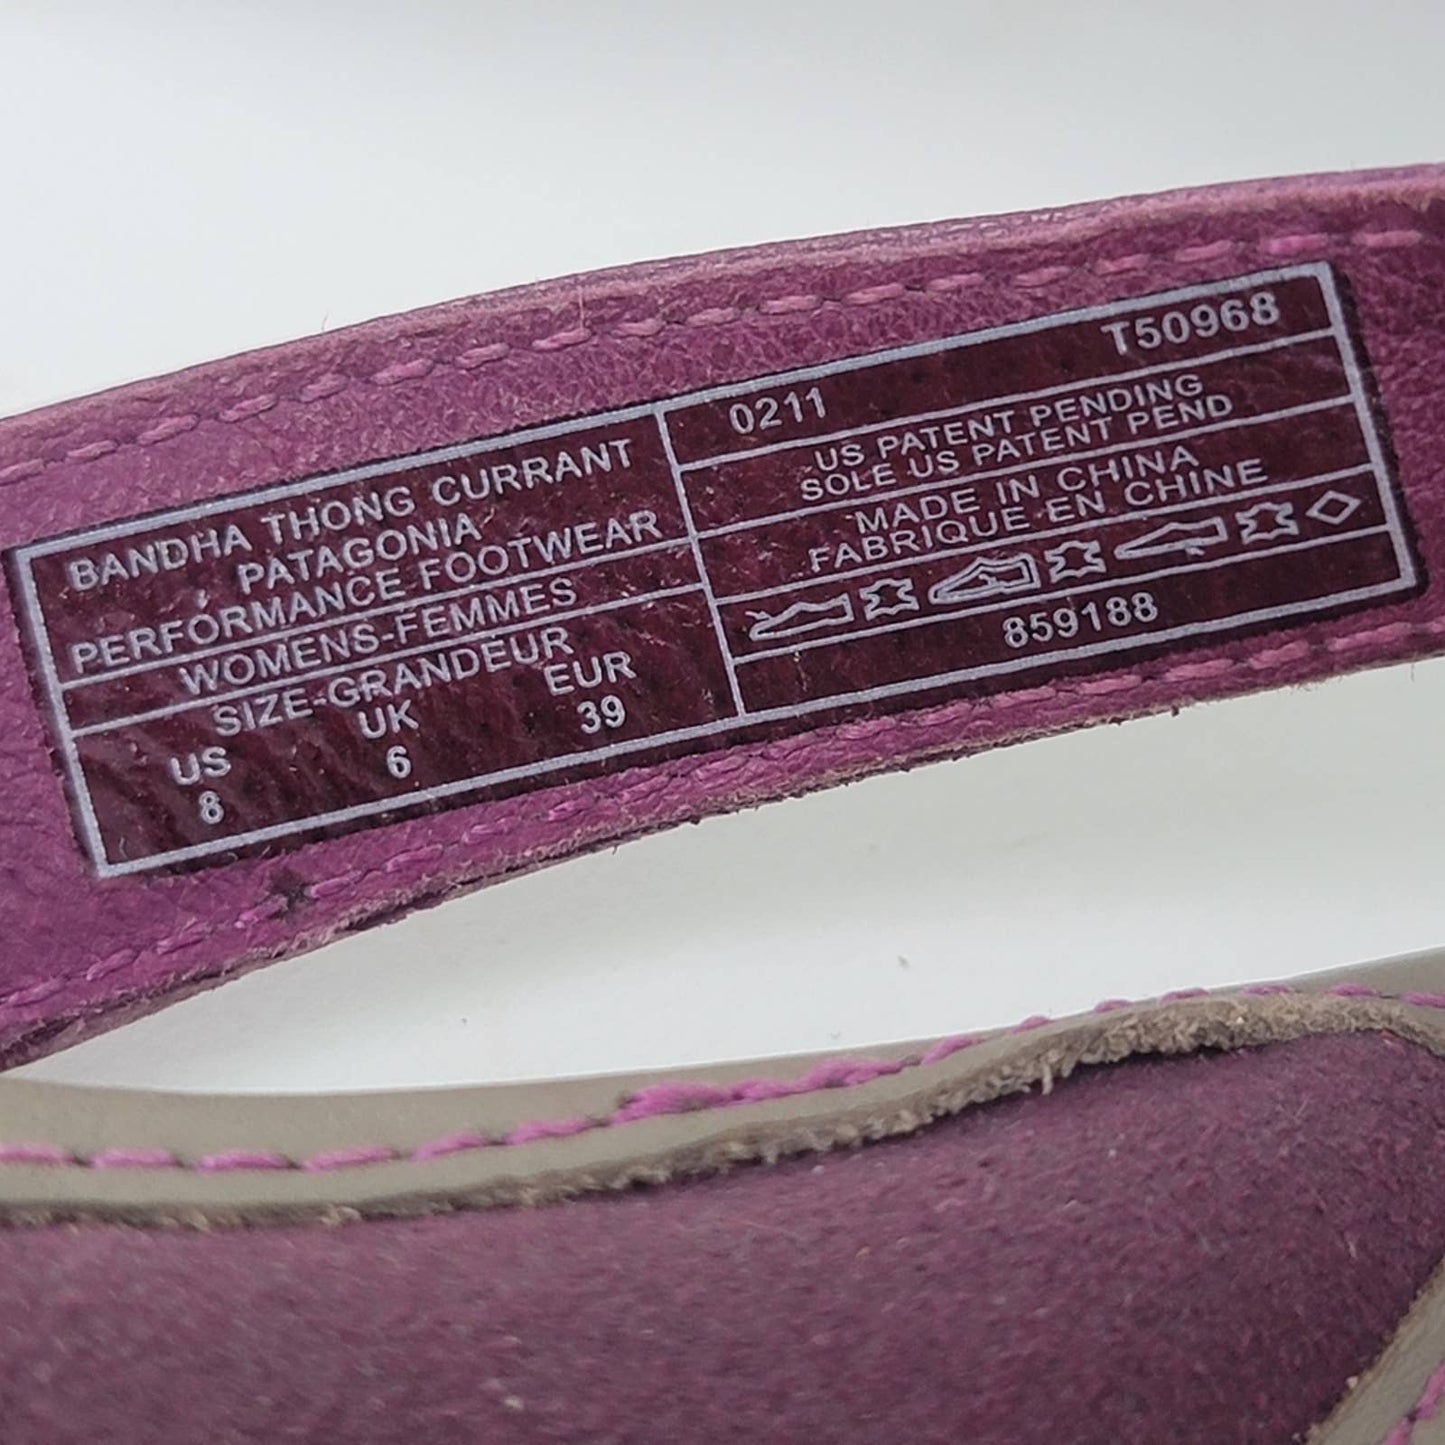 BANDHA THONG CURRANT
PATAGONIA
PERFORMANCE FOOTWEAR
WOMENS-FEMMES
SIZE-GRANDEUR
US UK EUR
8 6 39
0211 T50968
US PATENT PENDING
SOLE US PATENT PEND
MADE IN CHINA
FABRIQUE EN CHINE
859188